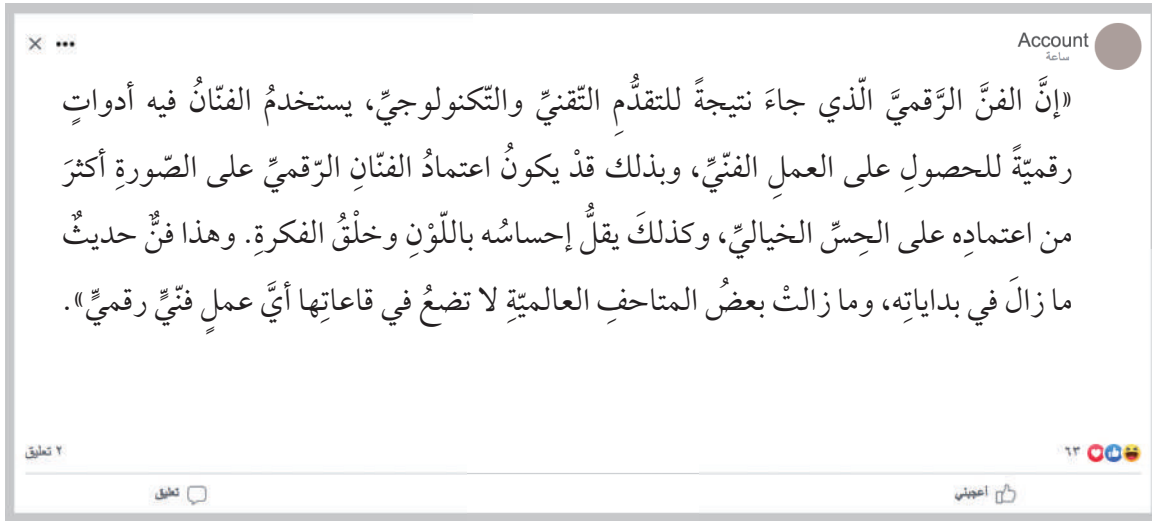 Account
ساعة
«إنَّ الفنَّ الرَّقميَّ الّذي جاءَ نتيجةً للتقدُّمِ التّقنيِّ والتّكنولوجيِّ، يستخدمُ الفنّانُ فيه أدواتٍ
رقميّةً للحصولِ على العملِ الفنّيِّ، وبذلك قدْ يكونُ اعتمادُ الفنّانِ الرّقميِّ على الصّورةِ أكثرَ
من اعتمادِه على الحِسِّ الخياليِّ، وكذلكَ يقلُّ إحساسُه باللّوْنِ وخلْقُ الفكرةِ. وهذا فنٌّ حديثٌ
ما زالَ في بداياتِه، وما زالتْ بعضُ المتاحفِ العالميّةِ لا تضعُ في قاعاتِها أيَّ عملٍ فنّيٍّ رقميٍّ».
٦٣
٢ تعليق
أعجبني
تعليق